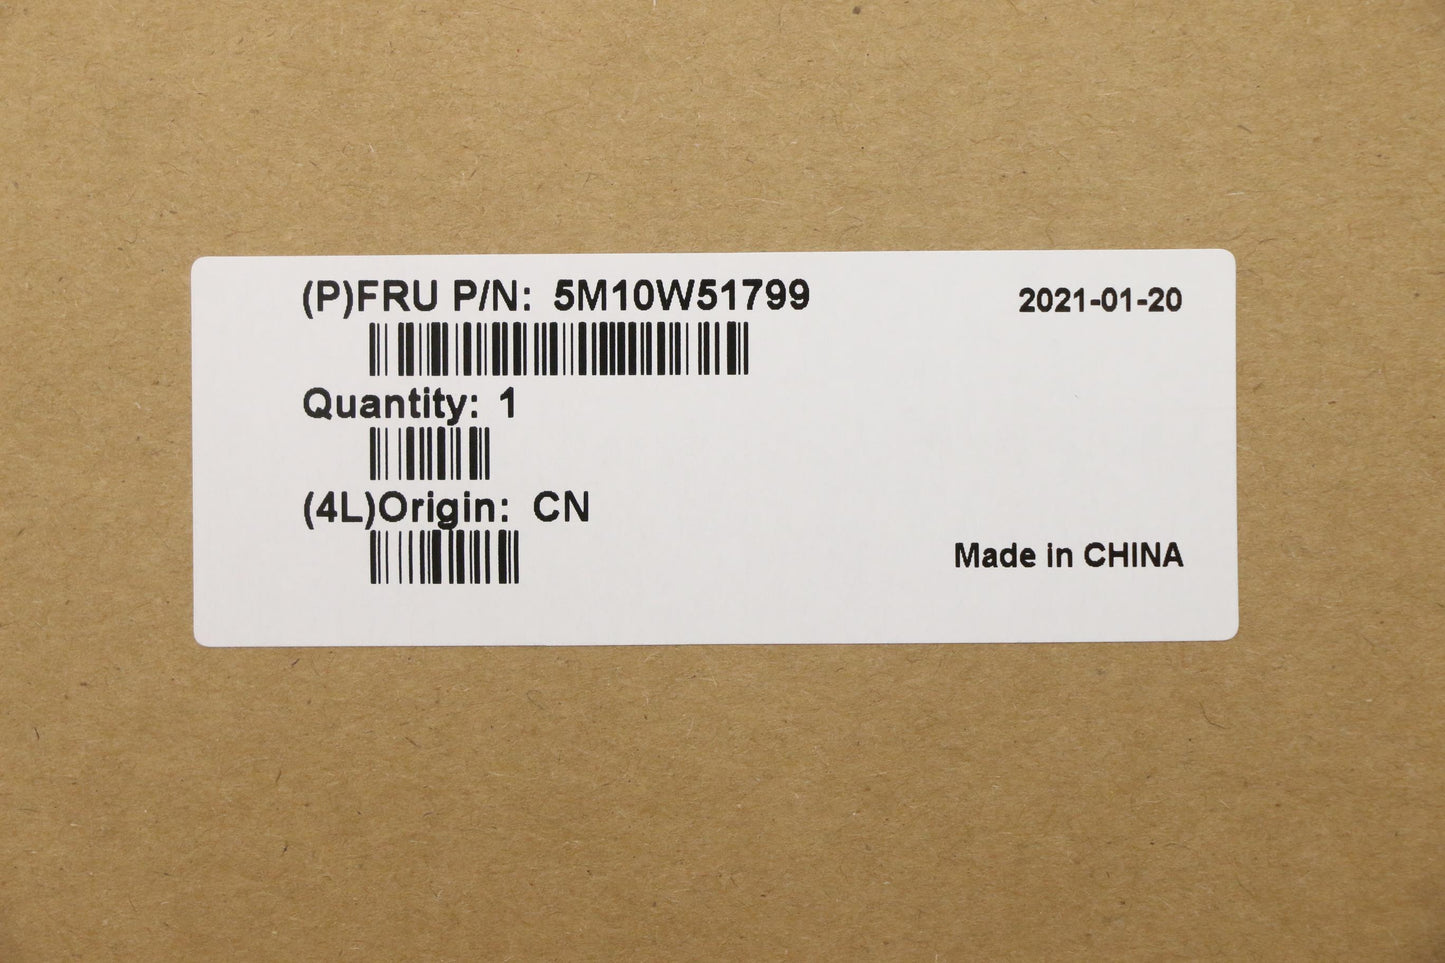 (P)FRU P/N: 5M10W51799
2021-01-20
Quantity: 1
(4L)Origin: CN
Made in CHINA